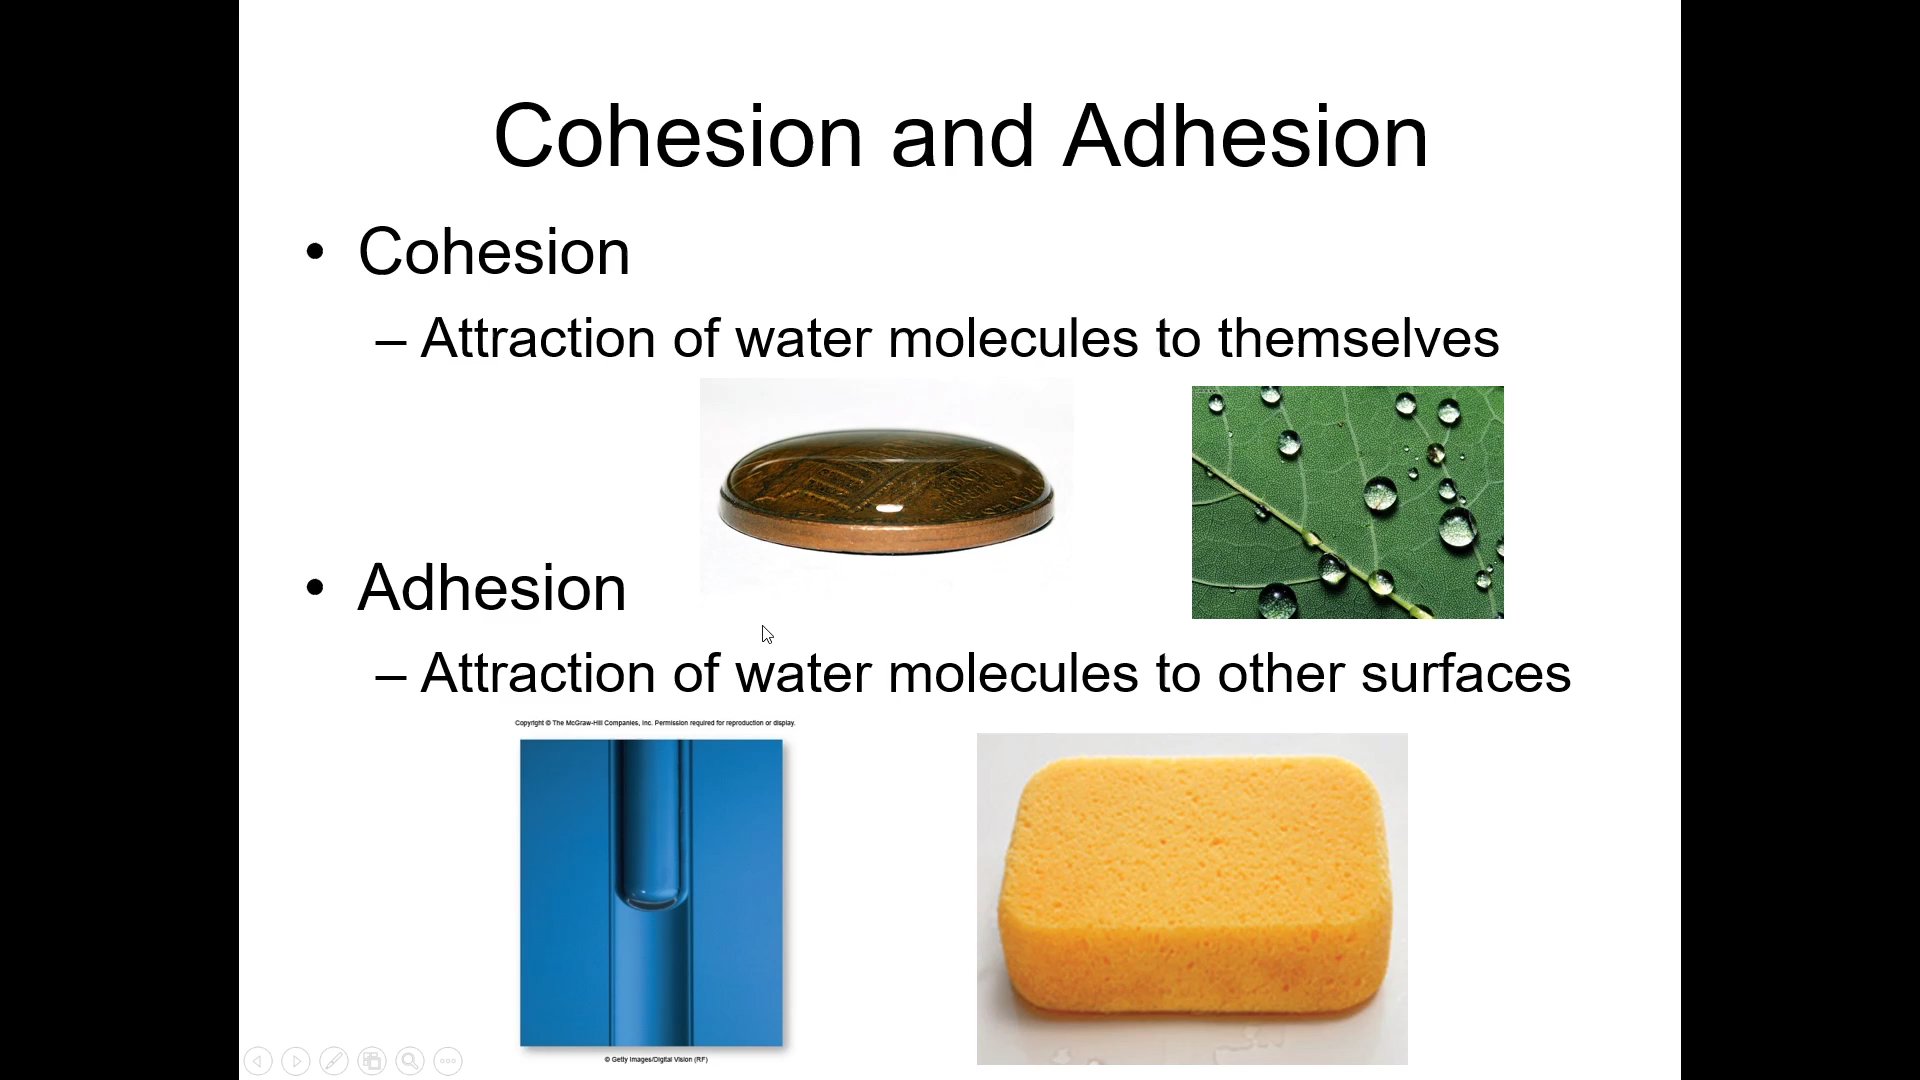 Cohesion and Adhesion
• Cohesion
– Attraction of water molecules to themselves
• Adhesion
– Attraction of water molecules to other surfaces
Copyright © The McGraw-Hill Companies, Inc. Permission required for reproduction or display.
© Getty Images/Digital Vision (RF)